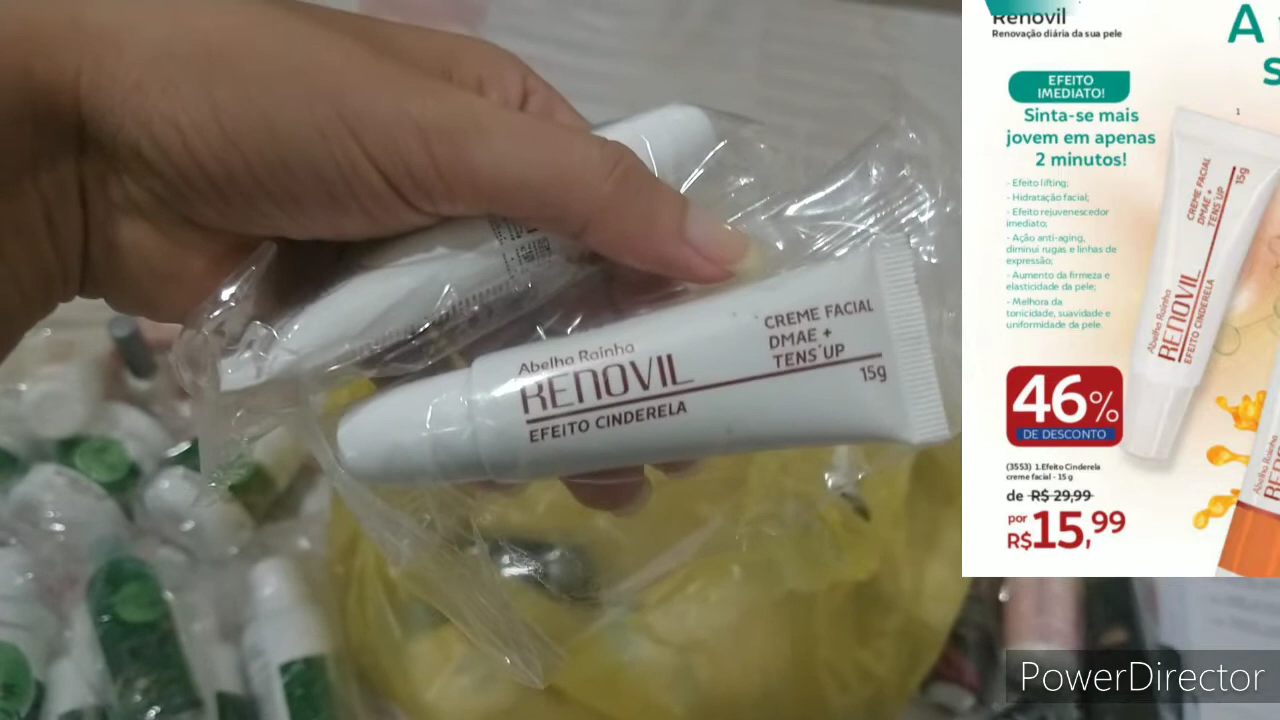 Abelha Rainha
RENOVIL
EFEITO CINDERELA
CREME FACIAL
DMAE +
TENS'UP
15g
Renovil
Renovação diária da sua pele
A
EFEITO
IMEDIATO!
Sinta-se mais
jovem em apenas
2 minutos!
- Efeito lifting;
- Hidratação facial;
- Efeito rejuvenescedor
imediato;
- Ação anti-aging,
diminui rugas e linhas de
expressão;
- Aumento da firmeza e
elasticidade da pele;
- Melhora da
tonicidade, suavidade e
uniformidade da pele.
46%
DE DESCONTO
(3553) 1.Efeito Cinderela
creme facial - 15 g
de R$ 29,99
por
R$15,99
1
Abelha Rainha
RENOVIL
EFEITO CINDERELA
CREME FACIAL
DMAE +
TENS'UP
15g
PowerDirector